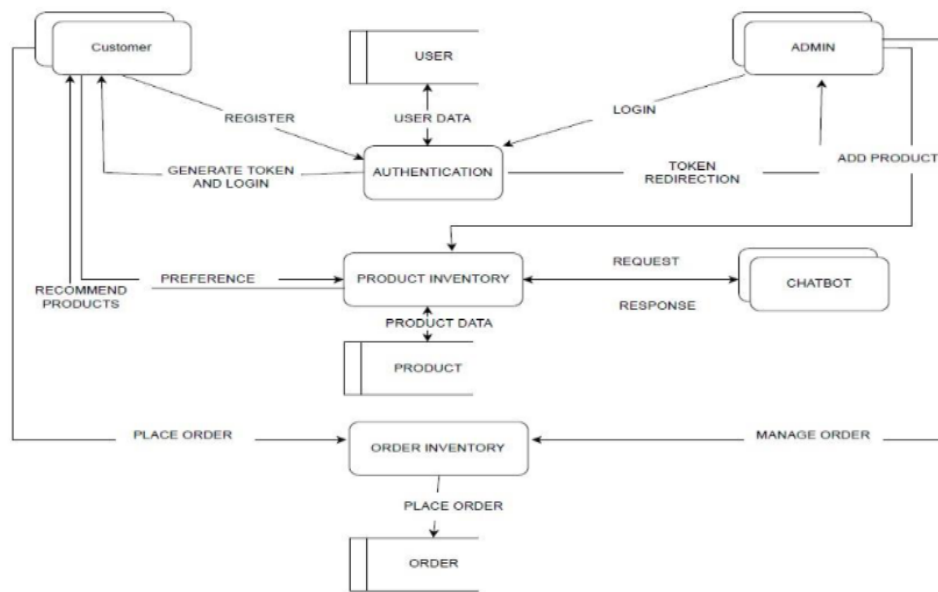 Customer
USER
ADMIN
REGISTER
USER DATA
LOGIN
GENERATE TOKEN
AND LOGIN
AUTHENTICATION
TOKEN
REDIRECTION
ADD PRODUCT
RECOMMEND
PRODUCTS
PREFERENCE
PRODUCT INVENTORY
REQUEST
RESPONSE
CHATBOT
PRODUCT DATA
PRODUCT
PLACE ORDER
ORDER INVENTORY
MANAGE ORDER
PLACE ORDER
ORDER